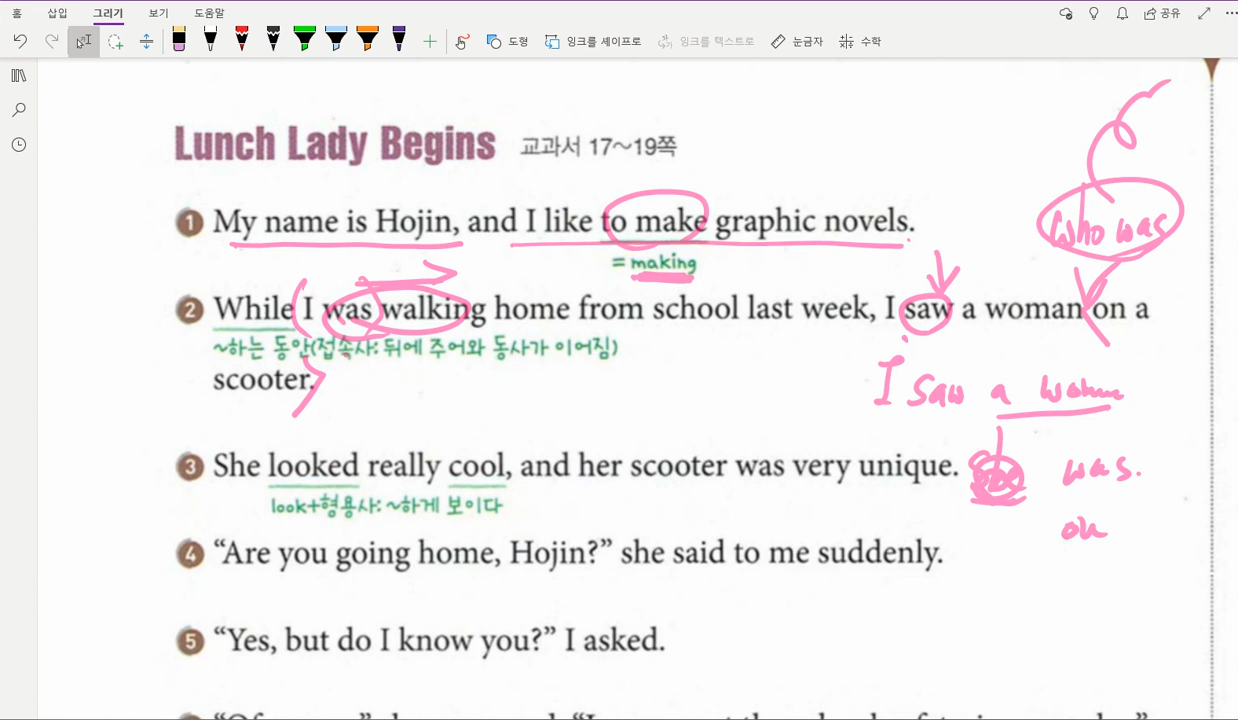 홈 삽입 그리기 보기 도움말 공유
도형 잉크를 셰이프로 잉크를 텍스트로 눈금자 수학
Lunch Lady Begins 교과서 17~19쪽
who was
1 My name is Hojin, and I like to make graphic novels.
= making
2 While I was walking home from school last week, I saw a woman on a
~하는 동안(접속사: 뒤에 주어와 동사가 이어짐)
scooter.
I saw a woman
3 She looked really cool, and her scooter was very unique.
was.
look+형용사: ~하게 보이다
on
4 “Are you going home, Hojin?” she said to me suddenly.
5 “Yes, but do I know you?” I asked.